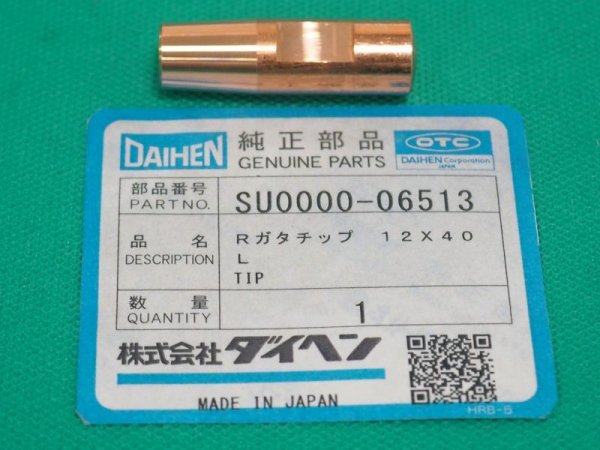 DAIHEN 純正部品 OTC
GENUINE PARTS DAIHEN Corporation
JAPAN
部品番号
PART NO. SU0000-06513
品 名 Rガタチップ 12X40
DESCRIPTION L
TIP
数 量
QUANTITY 1
株式会社ダイヘン
MADE IN JAPAN
HRB-5